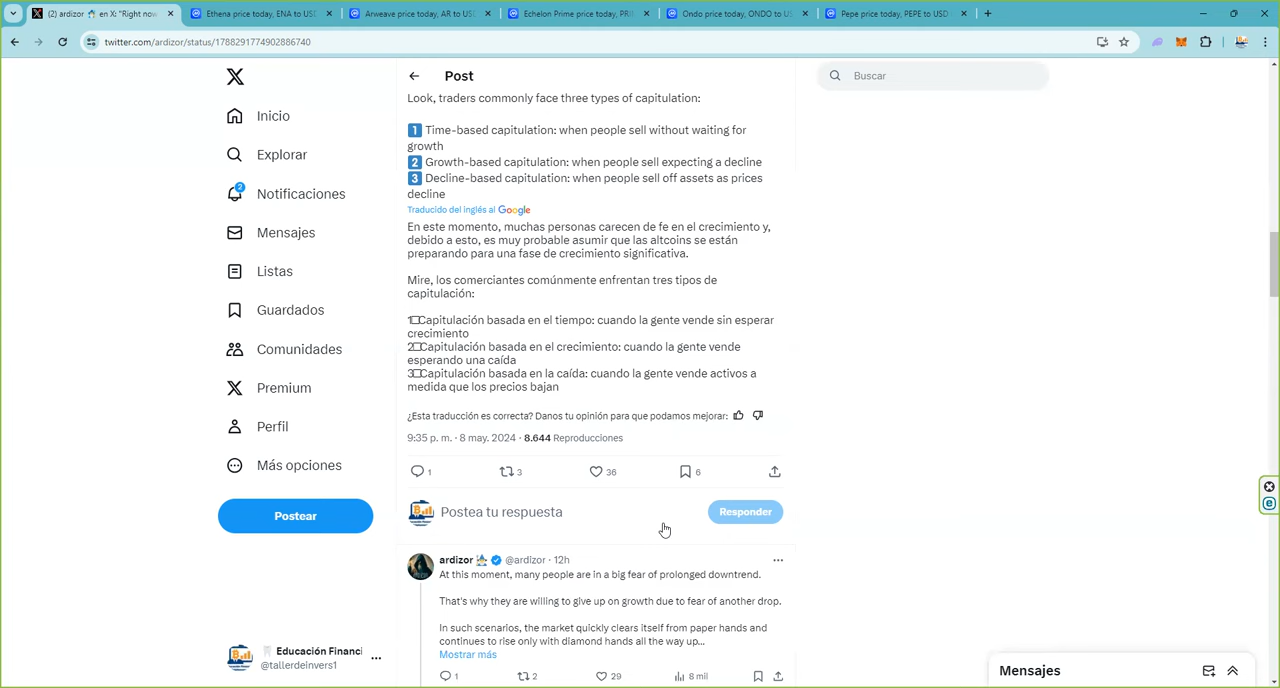 (2) ardizor en X: "Right now
Ethena price today, ENA to USD
Arweave price today, AR to US
Echelon Prime price today, PRI
Ondo price today, ONDO to US
Pepe price today, PEPE to USD
twitter.com/ardizor/status/1788291774902886740
Inicio
Explorar
2
Notificaciones
Mensajes
Listas
Guardados
Comunidades
Premium
Perfil
Más opciones
Postear
Educación Financi
@tallerdeinvers1
Post
Look, traders commonly face three types of capitulation:
1 Time-based capitulation: when people sell without waiting for
growth
2 Growth-based capitulation: when people sell expecting a decline
3 Decline-based capitulation: when people sell off assets as prices
decline
Traducido del inglés al Google
En este momento, muchas personas carecen de fe en el crecimiento y,
debido a esto, es muy probable asumir que las altcoins se están
preparando para una fase de crecimiento significativa.
Mire, los comerciantes comúnmente enfrentan tres tipos de
capitulación:
1□Capitulación basada en el tiempo: cuando la gente vende sin esperar
crecimiento
2□Capitulación basada en el crecimiento: cuando la gente vende
esperando una caída
3□Capitulación basada en la caída: cuando la gente vende activos a
medida que los precios bajan
¿Esta traducción es correcta? Danos tu opinión para que podamos mejorar:
9:35 p. m. · 8 may. 2024 · 8.644 Reproducciones
1
3
36
6
Postea tu respuesta
Responder
ardizor @ardizor · 12h
At this moment, many people are in a big fear of prolonged downtrend.
That's why they are willing to give up on growth due to fear of another drop.
In such scenarios, the market quickly clears itself from paper hands and
continues to rise only with diamond hands all the way up...
Mostrar más
1
2
29
8 mil
Buscar
Mensajes